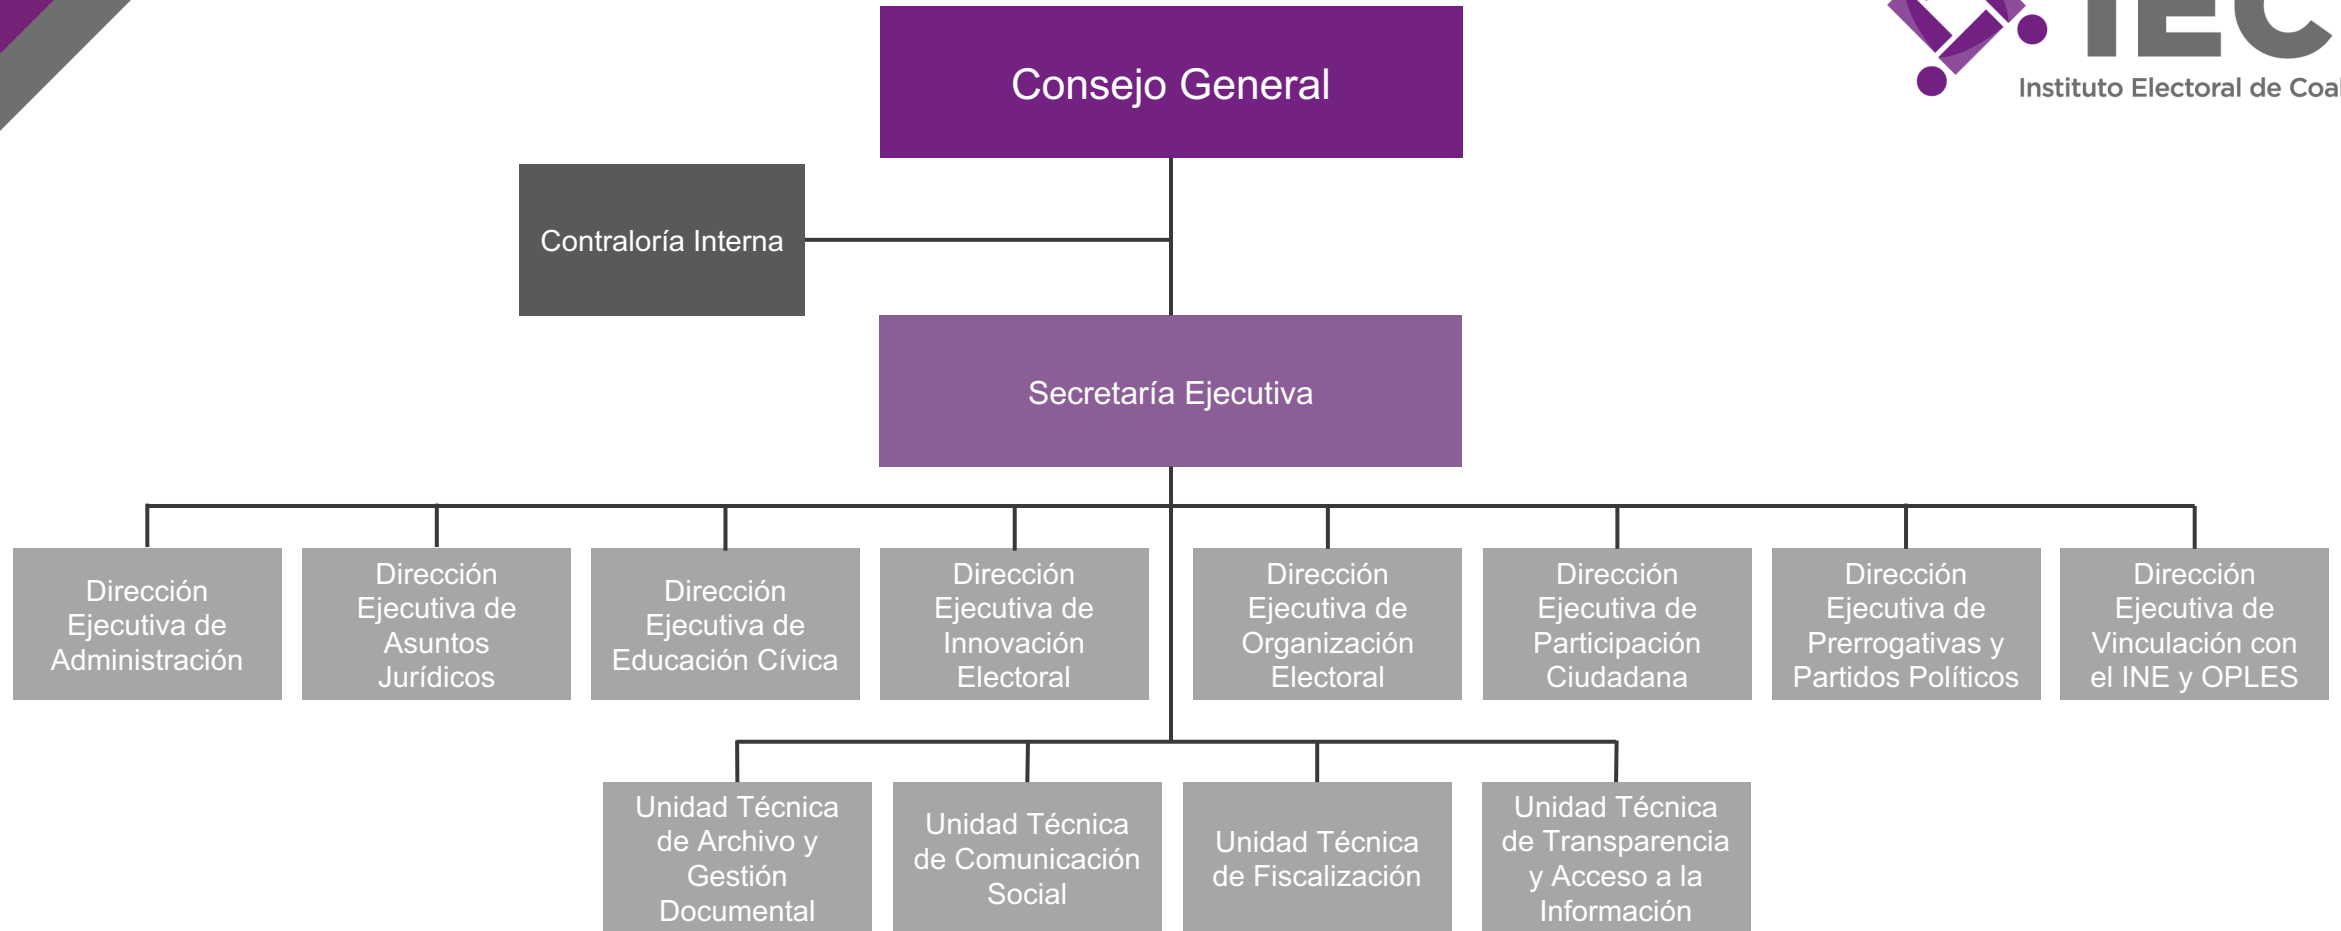 Consejo General
IEC
Instituto Electoral de
Contraloría Interna
Secretaría Ejecutiva
Dirección
Ejecutiva de
Administración
Dirección
Ejecutiva de
Asuntos
Jurídicos
Dirección
Ejecutiva de
Educación Cívica
Dirección
Ejecutiva de
Innovación
Electoral
Dirección
Ejecutiva de
Organización
Electoral
Dirección
Ejecutiva de
Participación
Ciudadana
Dirección
Ejecutiva de
Prerrogativas y
Partidos Políticos
Dirección
Ejecutiva de
Vinculación con
el INE y OPLES
Unidad Técnica
de Archivo y
Gestión
Documental
Unidad Técnica
de Comunicación
Social
Unidad Técnica
de Fiscalización
Unidad Técnica
de Transparencia
y Acceso a la
Información